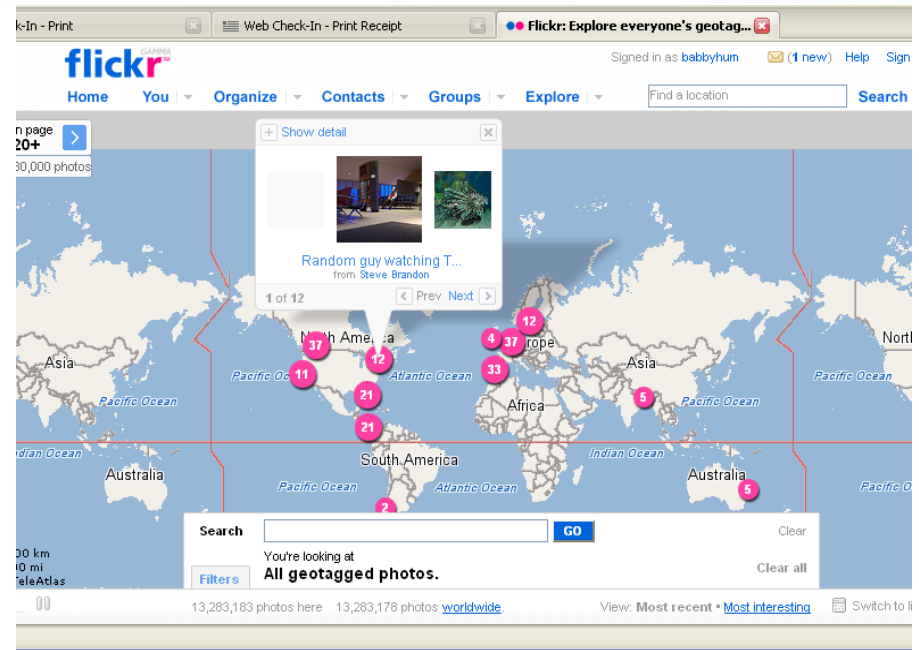 k-In - Print
Web Check-In - Print Receipt
Flickr: Explore everyone's geotag...
flickr GAMMA
Signed in as babbyhum (1 new) Help Sign
Home You Organize Contacts Groups Explore Find a location Search
n page
20+
30,000 photos
Show detail
Random guy watching T...
from Steve Brandon
1 of 12 Prev Next
North America
37
12
4
37
Europe
Asia
11
Pacific Oc
12
Atlantic Ocean
33
Asia
Pacific Ocean
North
Pacific Ocean
21
Africa
5
Pacific Ocean
21
dian Ocean
Australia
South America
Indian Ocean
Australia
Pacific Ocean
Atlantic Ocean
5
Pacific O
2
Search GO Clear
You're looking at
All geotagged photos.
Clear all
Filters
00 km
00 mi
TeleAtlas
13,283,183 photos here 13,283,178 photos worldwide.
View: Most recent • Most interesting
Switch to li